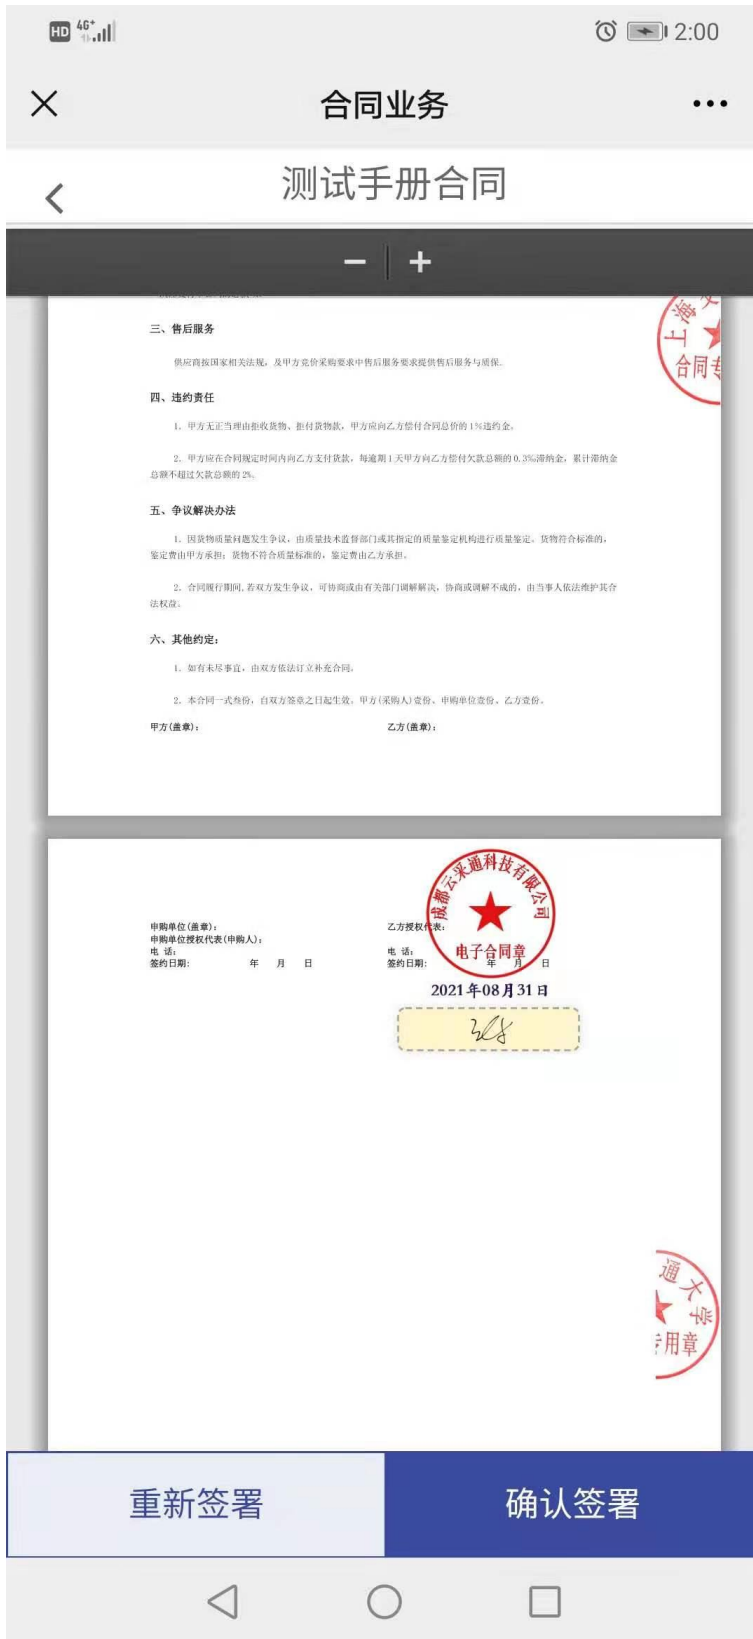 HD 4G+ 2:00
合同业务
测试手册合同
三、售后服务
供应商按国家相关法规，及甲方竞价采购要求中售后服务要求提供售后服务与质保.
四、违约责任
1. 甲方无正当理由拒收货物、拒付货物款，甲方应向乙方偿付合同总价的1%违约金。
2. 甲方应在合同规定时间内向乙方支付货款，每逾期1天甲方向乙方偿付欠款总额的0.3‰滞纳金，累计滞纳金
总额不超过欠款总额的2%。
五、争议解决办法
1. 因货物质量问题发生争议，由质量技术监督部门或其指定的质量鉴定机构进行质量鉴定。货物符合标准的，
鉴定费由甲方承担；货物不符合质量标准的，鉴定费由乙方承担。
2. 合同履行期间,若双方发生争议，可协商或由有关部门调解解决，协商或调解不成的，由当事人依法维护其合
法权益。
六、其他约定：
1. 如有未尽事宜，由双方依法订立补充合同。
2. 本合同一式叁份，自双方签章之日起生效。甲方(采购人)壹份、申购单位壹份、乙方壹份。
甲方(盖章)： 乙方(盖章)：
上海交
合同专
成都云采通科技有限公司
电子合同章
申购单位(盖章)： 乙方授权代表：
申购单位授权代表(申购人)：
电 话： 电 话：
签约日期： 年 月 日 签约日期： 年 月 日
2021年08月31日
通大学
专用章
重新签署 确认签署